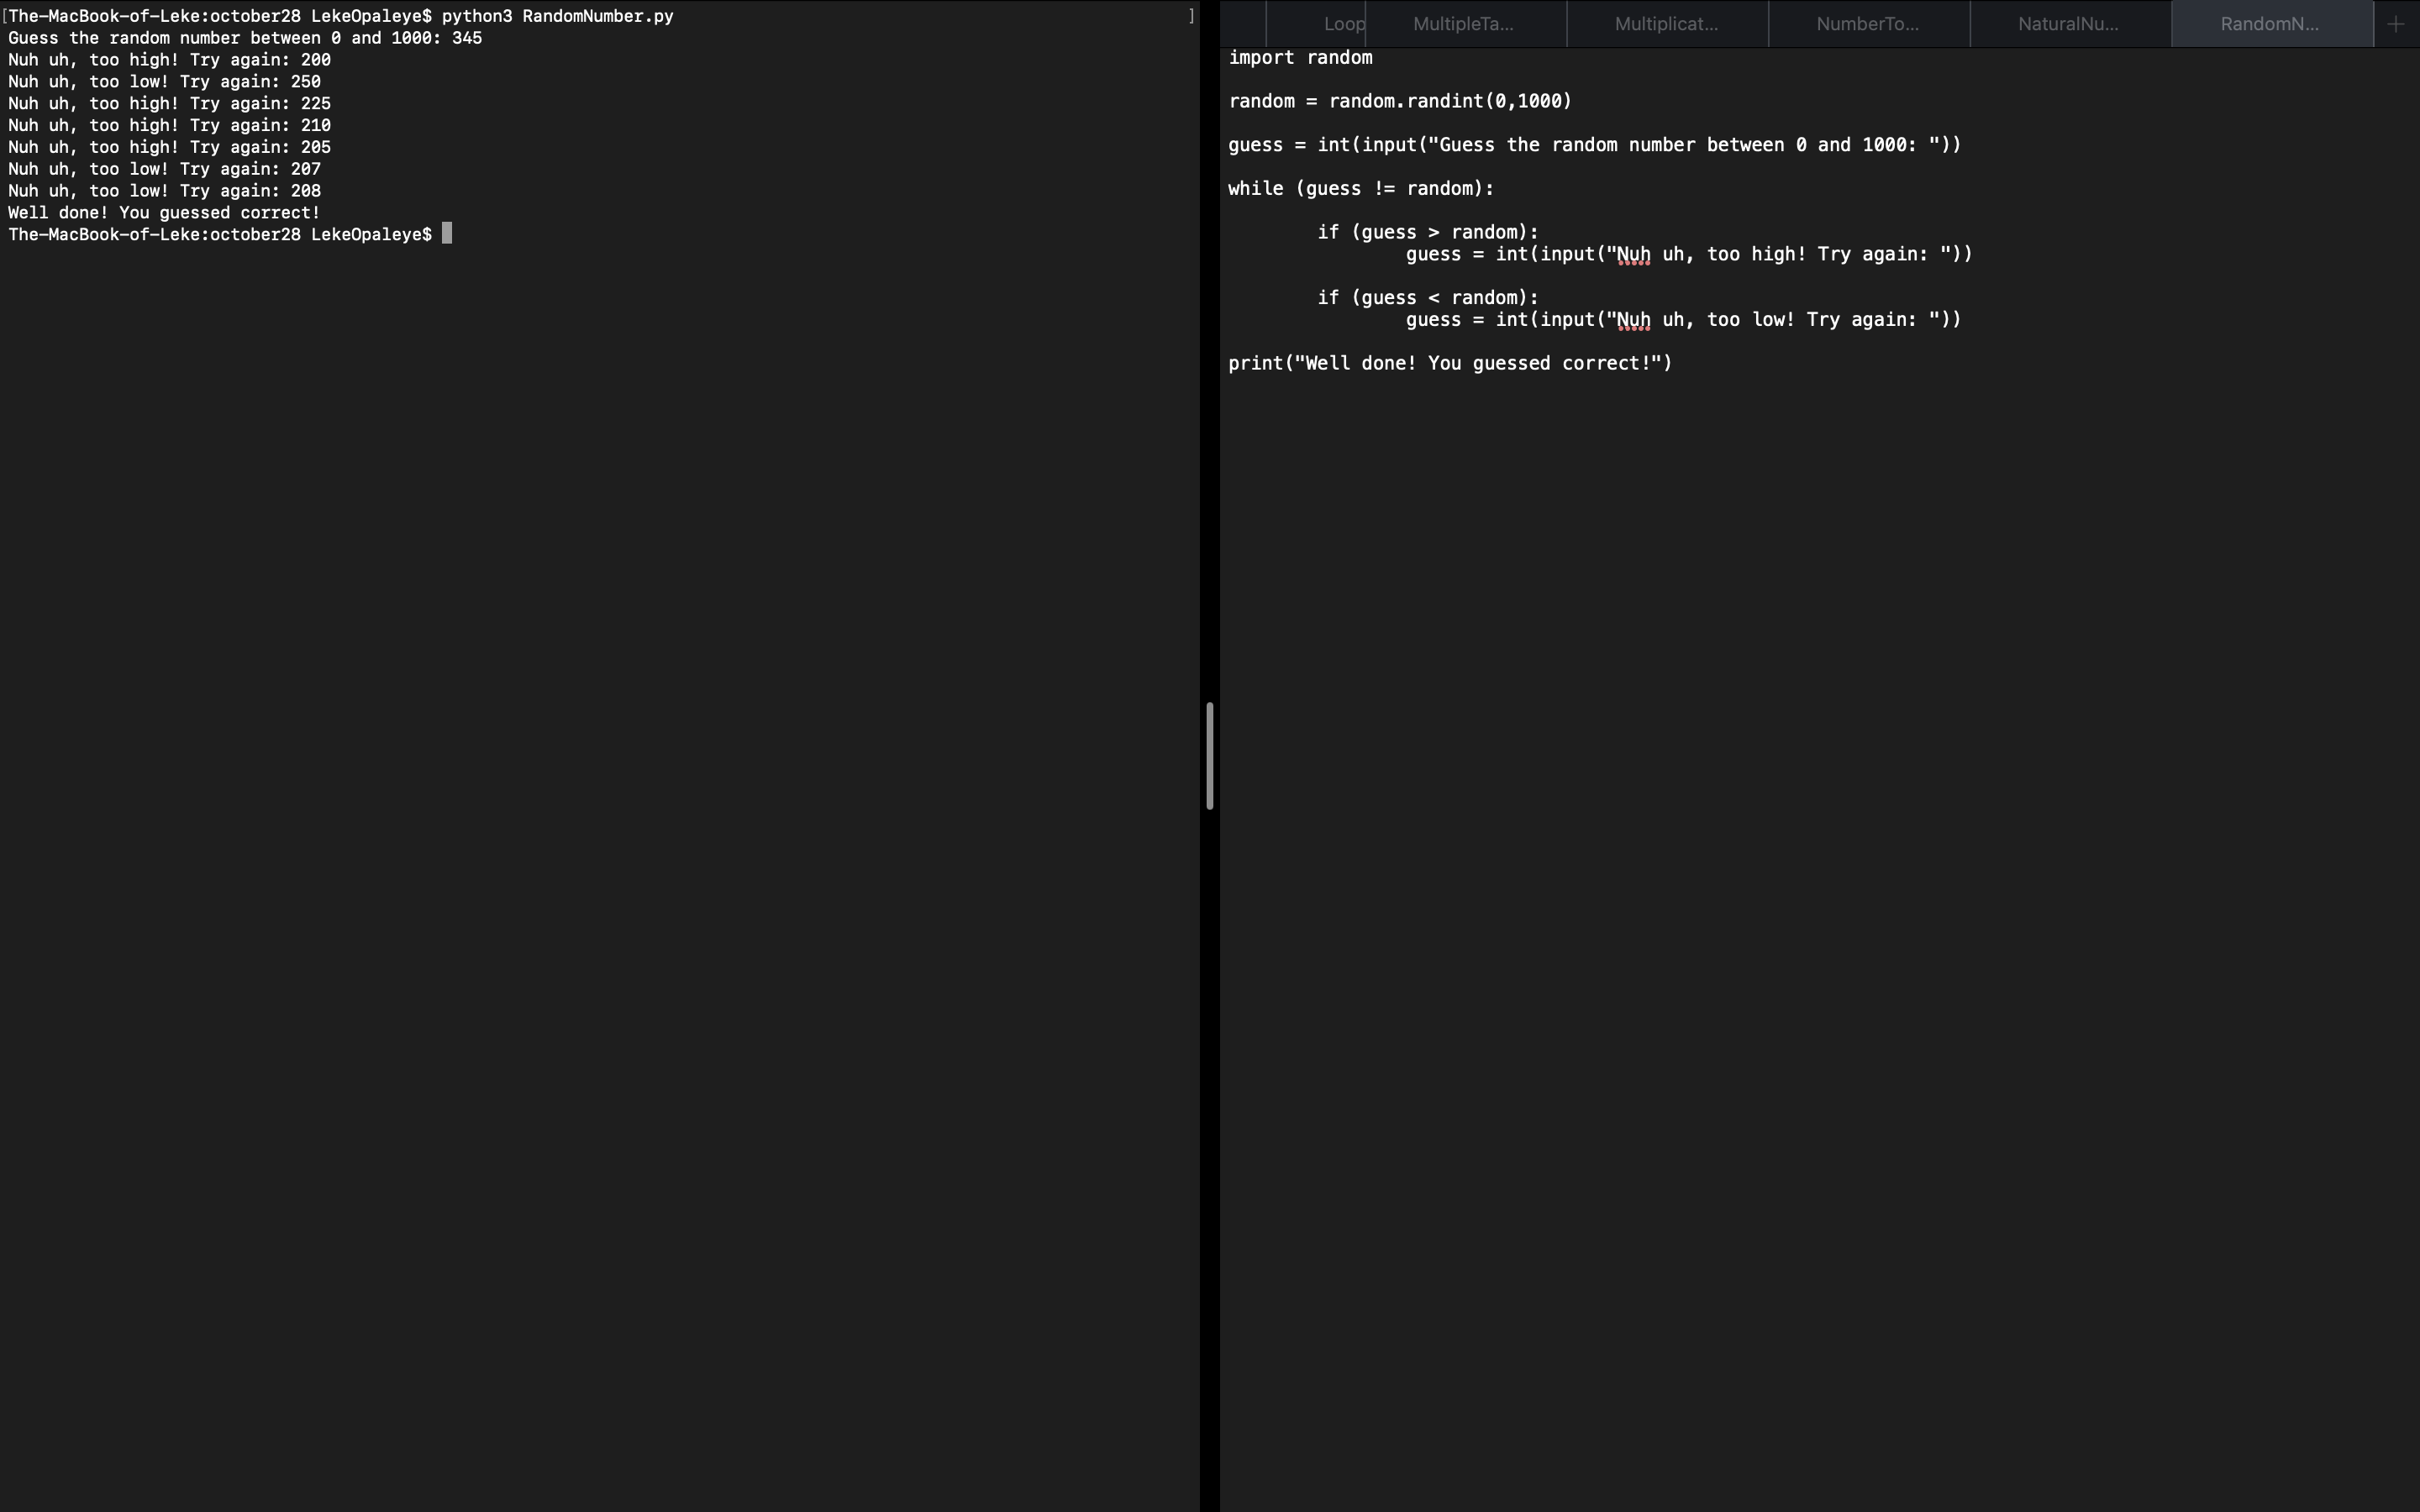 [The-MacBook-of-Leke:october28 LekeOpaleye$ python3 RandomNumber.py ]
Guess the random number between 0 and 1000: 345
Nuh uh, too high! Try again: 200
Nuh uh, too low! Try again: 250
Nuh uh, too high! Try again: 225
Nuh uh, too high! Try again: 210
Nuh uh, too high! Try again: 205
Nuh uh, too low! Try again: 207
Nuh uh, too low! Try again: 208
Well done! You guessed correct!
The-MacBook-of-Leke:october28 LekeOpaleye$
Loop MultipleTa... Multiplicat... NumberTo... NaturalNu... RandomN... +
import random
random = random.randint(0,1000)
guess = int(input("Guess the random number between 0 and 1000: "))
while (guess != random):
if (guess > random):
guess = int(input("Nuh uh, too high! Try again: "))
if (guess < random):
guess = int(input("Nuh uh, too low! Try again: "))
print("Well done! You guessed correct!")